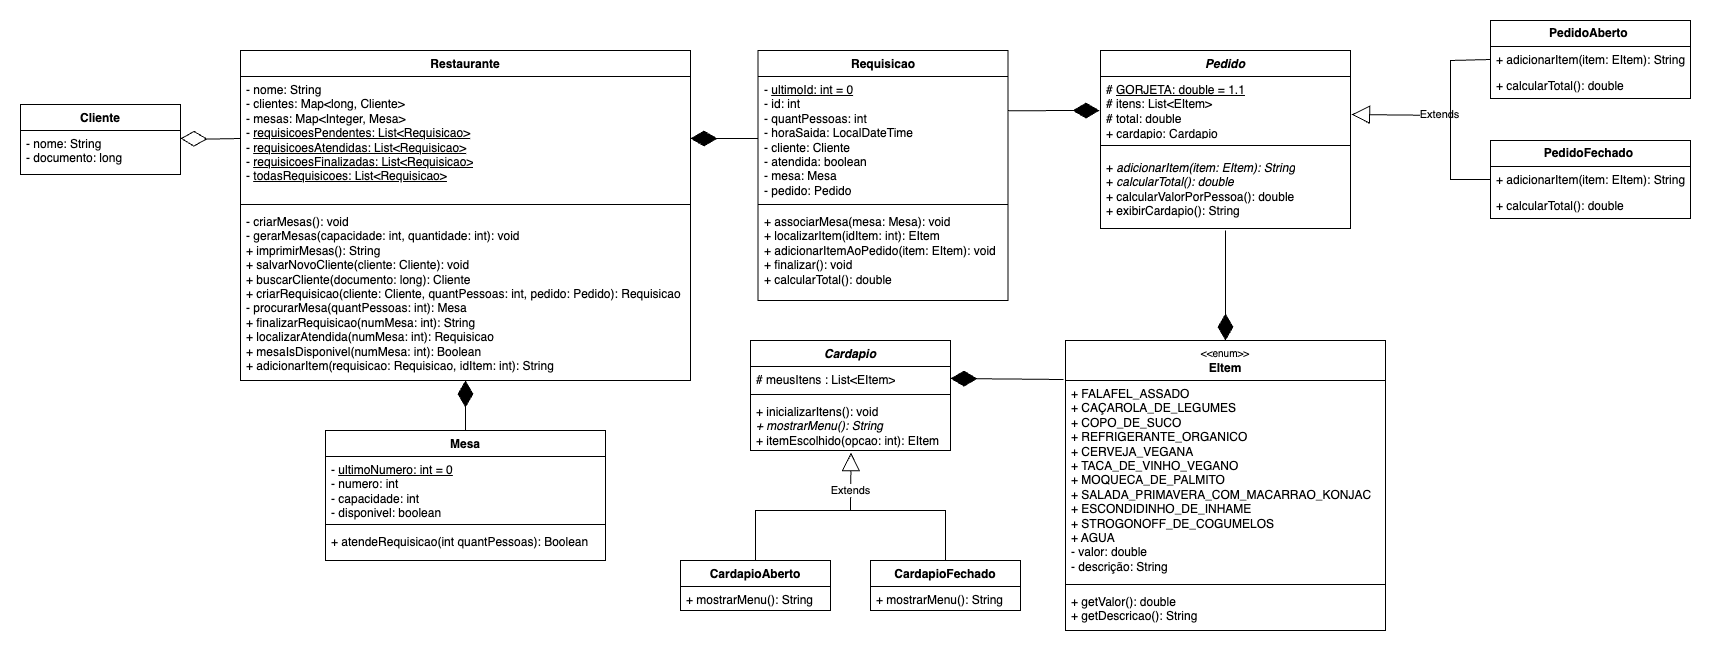 Cliente
- nome: String
- documento: long
Restaurante
- nome: String
- clientes: Map<long, Cliente>
- mesas: Map<Integer, Mesa>
- requisicoesPendentes: List<Requisicao>
- requisicoesAtendidas: List<Requisicao>
- requisicoesFinalizadas: List<Requisicao>
- todasRequisicoes: List<Requisicao>
- criarMesas(): void
- gerarMesas(capacidade: int, quantidade: int): void
+ imprimirMesas(): String
+ salvarNovoCliente(cliente: Cliente): void
+ buscarCliente(documento: long): Cliente
+ criarRequisicao(cliente: Cliente, quantPessoas: int, pedido: Pedido): Requisicao
- procurarMesa(quantPessoas: int): Mesa
+ finalizarRequisicao(numMesa: int): String
+ localizarAtendida(numMesa: int): Requisicao
+ mesaIsDisponivel(numMesa: int): Boolean
+ adicionarItem(requisicao: Requisicao, idItem: int): String
Mesa
- ultimoNumero: int = 0
- numero: int
- capacidade: int
- disponivel: boolean
+ atendeRequisicao(int quantPessoas): Boolean
Requisicao
- ultimoId: int = 0
- id: int
- quantPessoas: int
- horaSaida: LocalDateTime
- cliente: Cliente
- atendida: boolean
- mesa: Mesa
- pedido: Pedido
+ associarMesa(mesa: Mesa): void
+ localizarItem(idItem: int): EItem
+ adicionarItemAoPedido(item: EItem): void
+ finalizar(): void
+ calcularTotal(): double
Pedido
# GORJETA: double = 1.1
# itens: List<EItem>
# total: double
+ cardapio: Cardapio
+ adicionarItem(item: EItem): String
+ calcularTotal(): double
+ calcularValorPorPessoa(): double
+ exibirCardapio(): String
Extends
PedidoAberto
+ adicionarItem(item: EItem): String
+ calcularTotal(): double
PedidoFechado
+ adicionarItem(item: EItem): String
+ calcularTotal(): double
Cardapio
# meusItens : List<EItem>
+ inicializarItens(): void
+ mostrarMenu(): String
+ itemEscolhido(opcao: int): EItem
Extends
CardapioAberto
+ mostrarMenu(): String
CardapioFechado
+ mostrarMenu(): String
<<enum>>
EItem
+ FALAFEL_ASSADO
+ CAÇAROLA_DE_LEGUMES
+ COPO_DE_SUCO
+ REFRIGERANTE_ORGANICO
+ CERVEJA_VEGANA
+ TACA_DE_VINHO_VEGANO
+ MOQUECA_DE_PALMITO
+ SALADA_PRIMAVERA_COM_MACARRAO_KONJAC
+ ESCONDIDINHO_DE_INHAME
+ STROGONOFF_DE_COGUMELOS
+ AGUA
- valor: double
- descrição: String
+ getValor(): double
+ getDescricao(): String